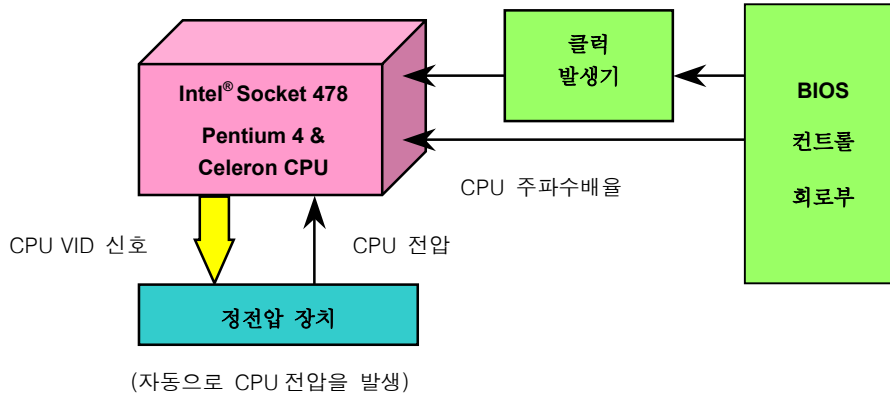 Intel® Socket 478
Pentium 4 &
Celeron CPU
클럭
발생기
BIOS
컨트롤
회로부
CPU 주파수배율
CPU VID 신호
CPU 전압
정전압 장치
(자동으로 CPU 전압을 발생)